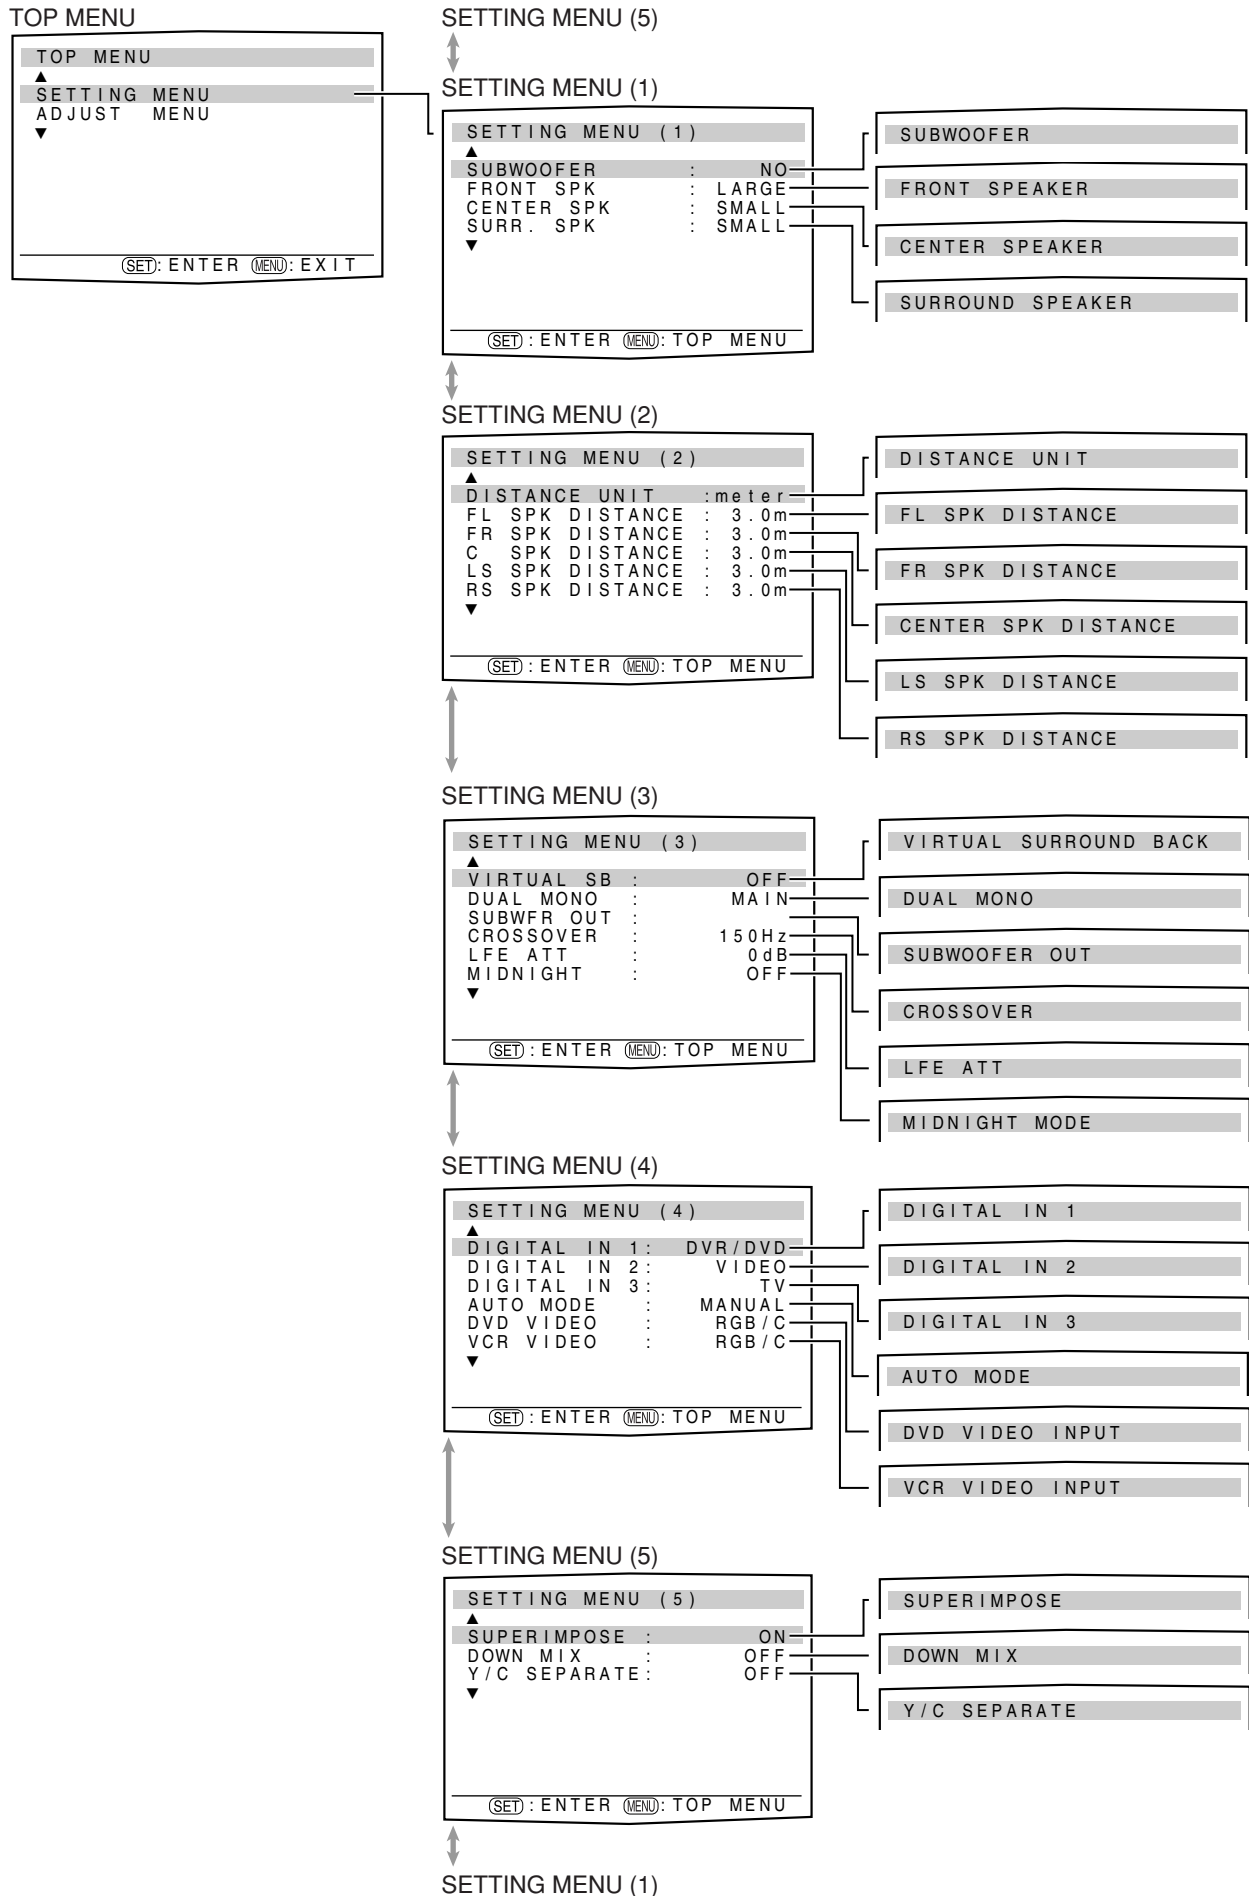 TOP MENU
TOP MENU
▲
SETTING MENU
ADJUST MENU
▼
SET: ENTER MENU: EXIT
SETTING MENU (5)
SETTING MENU (1)
SETTING MENU (1)
▲
SUBWOOFER : NO
FRONT SPK : LARGE
CENTER SPK : SMALL
SURR. SPK : SMALL
▼
SET: ENTER MENU: TOP MENU
SUBWOOFER
FRONT SPEAKER
CENTER SPEAKER
SURROUND SPEAKER
SETTING MENU (2)
SETTING MENU (2)
▲
DISTANCE UNIT :meter
FL SPK DISTANCE : 3.0m
FR SPK DISTANCE : 3.0m
C SPK DISTANCE : 3.0m
LS SPK DISTANCE : 3.0m
RS SPK DISTANCE : 3.0m
▼
SET: ENTER MENU: TOP MENU
DISTANCE UNIT
FL SPK DISTANCE
FR SPK DISTANCE
CENTER SPK DISTANCE
LS SPK DISTANCE
RS SPK DISTANCE
SETTING MENU (3)
SETTING MENU (3)
▲
VIRTUAL SB : OFF
DUAL MONO : MAIN
SUBWFR OUT :
CROSSOVER : 150Hz
LFE ATT : 0dB
MIDNIGHT : OFF
▼
SET: ENTER MENU: TOP MENU
VIRTUAL SURROUND BACK
DUAL MONO
SUBWOOFER OUT
CROSSOVER
LFE ATT
MIDNIGHT MODE
SETTING MENU (4)
SETTING MENU (4)
▲
DIGITAL IN 1: DVR/DVD
DIGITAL IN 2: VIDEO
DIGITAL IN 3: TV
AUTO MODE : MANUAL
DVD VIDEO : RGB/C
VCR VIDEO : RGB/C
▼
SET: ENTER MENU: TOP MENU
DIGITAL IN 1
DIGITAL IN 2
DIGITAL IN 3
AUTO MODE
DVD VIDEO INPUT
VCR VIDEO INPUT
SETTING MENU (5)
SETTING MENU (5)
▲
SUPERIMPOSE : ON
DOWN MIX : OFF
Y/C SEPARATE: OFF
▼
SET: ENTER MENU: TOP MENU
SUPERIMPOSE
DOWN MIX
Y/C SEPARATE
SETTING MENU (1)